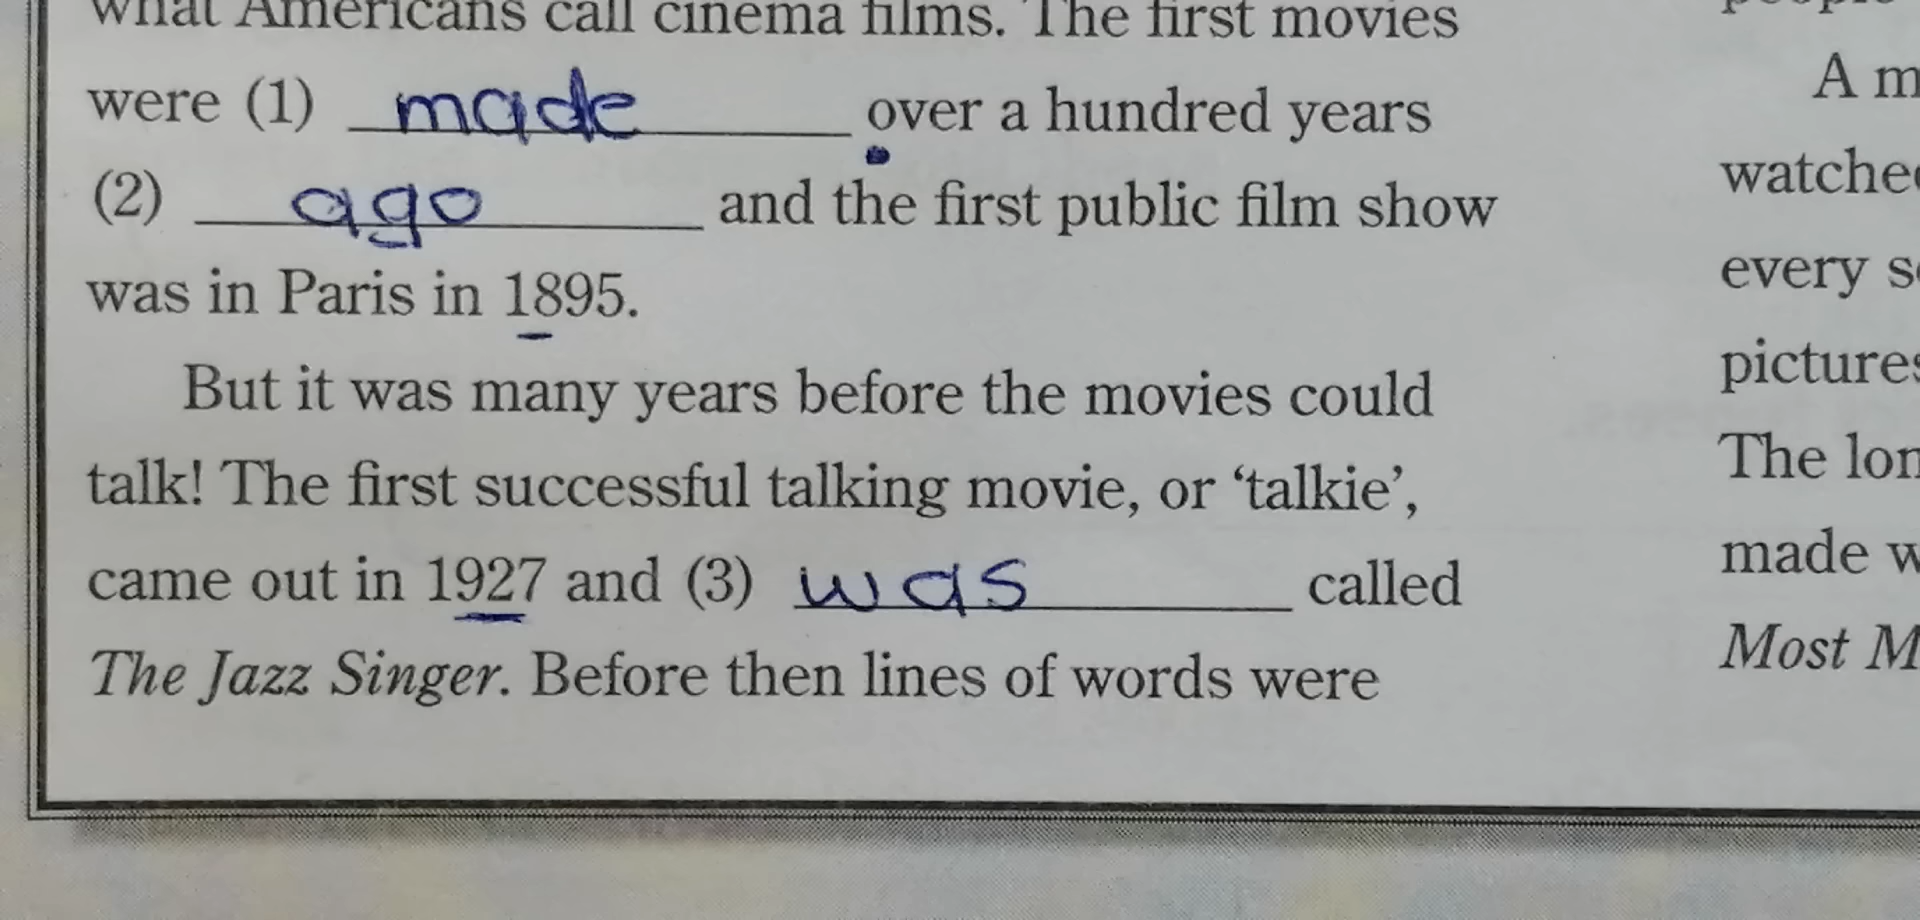 what Americans call cinema films. The first movies
were (1) made over a hundred years
(2) ago and the first public film show
was in Paris in 1895.
But it was many years before the movies could
talk! The first successful talking movie, or ‘talkie’,
came out in 1927 and (3) was called
The Jazz Singer. Before then lines of words were
people
A m
watche
every s
pictures
The lon
made w
Most M